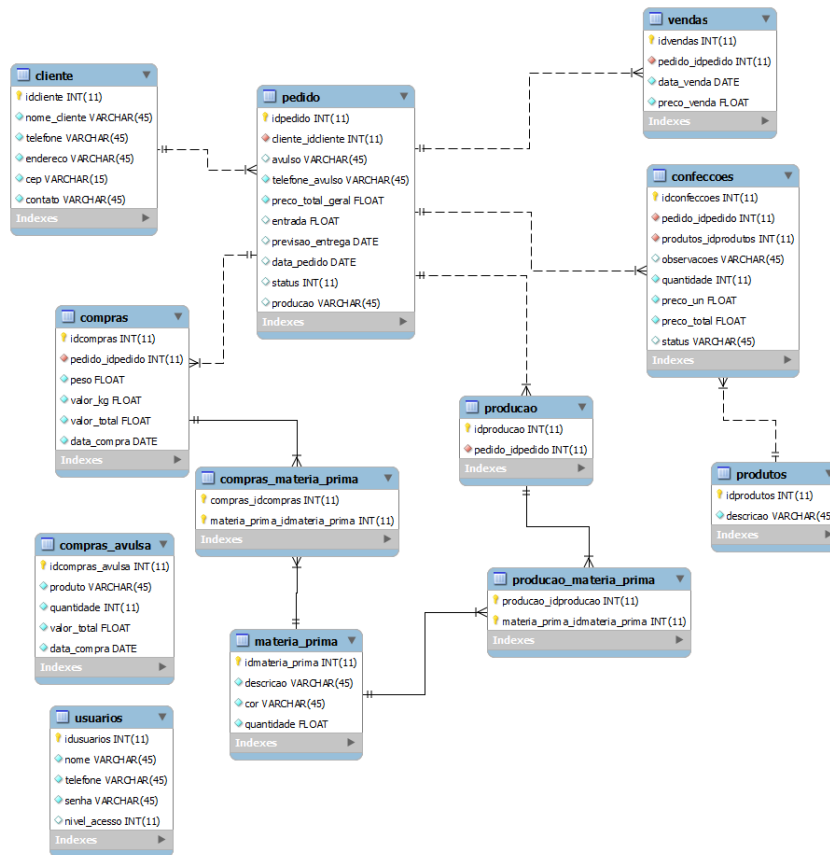 cliente
idcliente INT(11)
nome_cliente VARCHAR(45)
telefone VARCHAR(45)
endereco VARCHAR(45)
cep VARCHAR(15)
contato VARCHAR(45)
Indexes
pedido
idpedido INT(11)
cliente_idcliente INT(11)
avulso VARCHAR(45)
telefone_avulso VARCHAR(45)
preco_total_geral FLOAT
entrada FLOAT
previsao_entrega DATE
data_pedido DATE
status INT(11)
producao VARCHAR(45)
Indexes
vendas
idvendas INT(11)
pedido_idpedido INT(11)
data_venda DATE
preco_venda FLOAT
Indexes
confeccoes
idconfeccoes INT(11)
pedido_idpedido INT(11)
produtos_idprodutos INT(11)
observacoes VARCHAR(45)
quantidade INT(11)
preco_un FLOAT
preco_total FLOAT
status VARCHAR(45)
Indexes
compras
idcompras INT(11)
pedido_idpedido INT(11)
peso FLOAT
valor_kg FLOAT
valor_total FLOAT
data_compra DATE
Indexes
producao
idproducao INT(11)
pedido_idpedido INT(11)
Indexes
produtos
idprodutos INT(11)
descricao VARCHAR(45)
Indexes
compras_materia_prima
compras_idcompras INT(11)
materia_prima_idmateria_prima INT(11)
Indexes
compras_avulsa
idcompras_avulsa INT(11)
produto VARCHAR(45)
quantidade INT(11)
valor_total FLOAT
data_compra DATE
Indexes
producao_materia_prima
producao_idproducao INT(11)
materia_prima_idmateria_prima INT(11)
Indexes
materia_prima
idmateria_prima INT(11)
descricao VARCHAR(45)
cor VARCHAR(45)
quantidade FLOAT
Indexes
usuarios
idusuarios INT(11)
nome VARCHAR(45)
telefone VARCHAR(45)
senha VARCHAR(45)
nivel_acesso INT(11)
Indexes